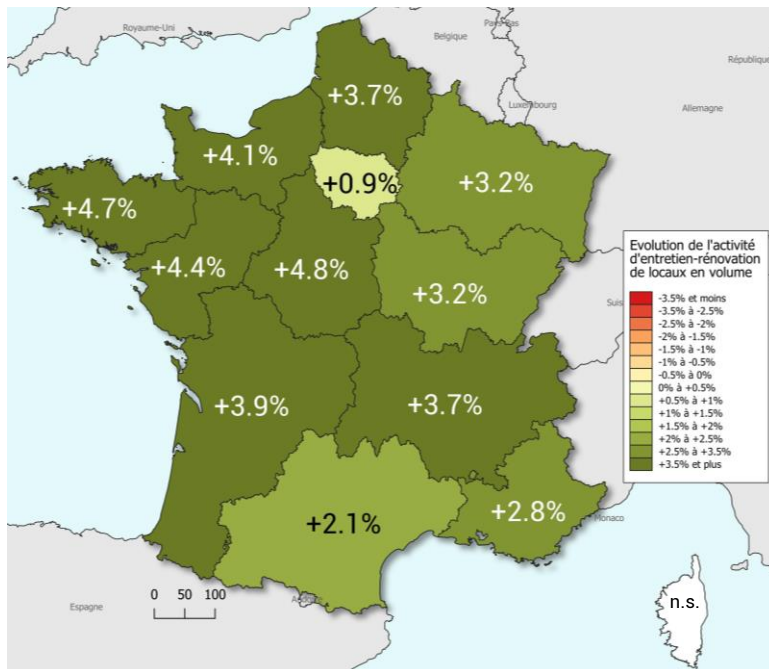 Royaume-Uni
Pays-Bas
Belgique
République
+3.7%
Luxembourg
Allemagne
+4.1%
+0.9%
+3.2%
+4.7%
+4.4%
+4.8%
+3.2%
Evolution de l'activité
d'entretien-rénovation
de locaux en volume
Suis
-3.5% et moins
-3.5% à -2.5%
-2.5% à -2%
-2% à -1.5%
-1.5% à -1%
-1% à -0.5%
-0.5% à 0%
0% à +0.5%
+0.5% à +1%
+1% à +1.5%
+1.5% à +2%
+2% à +2.5%
+2.5% à +3.5%
+3.5% et plus
+3.9%
+3.7%
+2.8%
+2.1%
Monaco
n.s.
Espagne
0 50 100